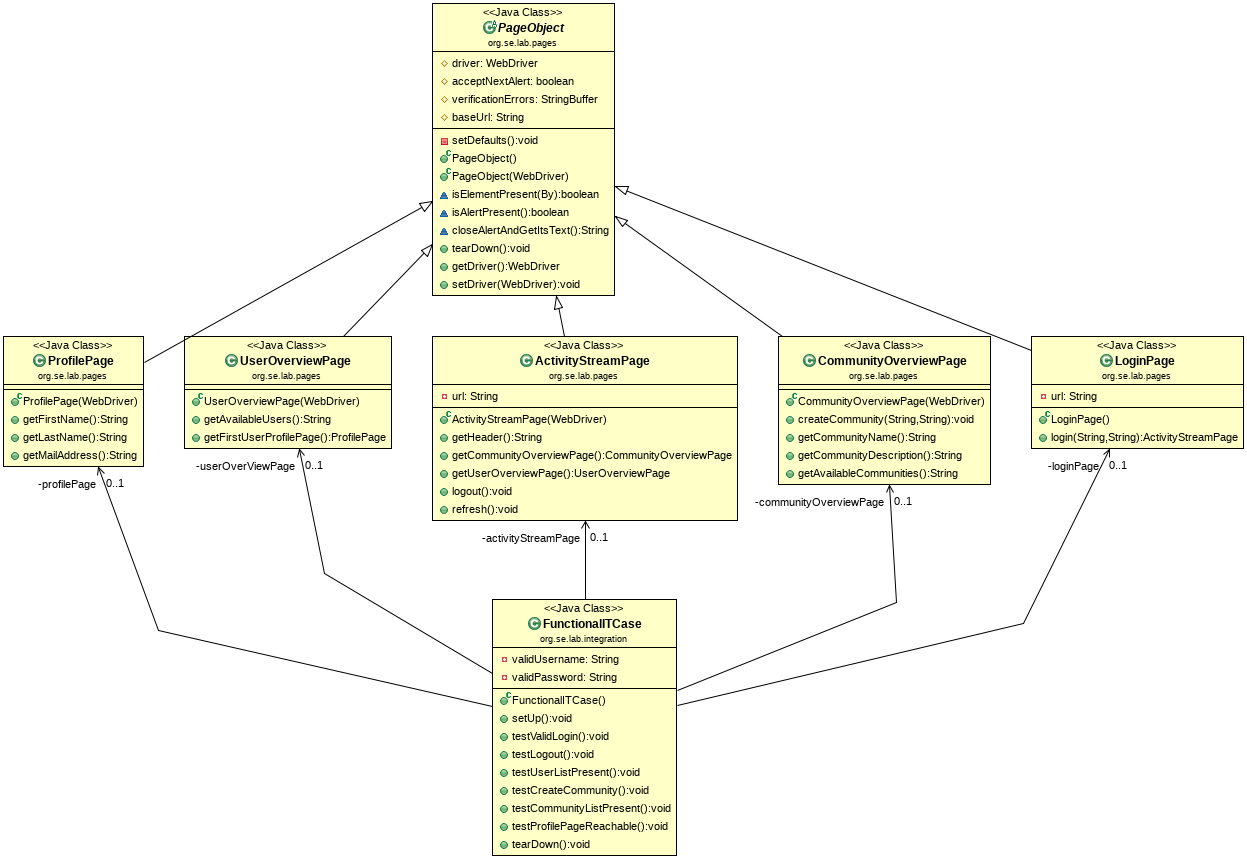 <<Java Class>>
PageObject
org.se.lab.pages
driver: WebDriver
acceptNextAlert: boolean
verificationErrors: StringBuffer
baseUrl: String
setDefaults():void
PageObject()
PageObject(WebDriver)
isElementPresent(By):boolean
isAlertPresent():boolean
closeAlertAndGetItsText():String
tearDown():void
getDriver():WebDriver
setDriver(WebDriver):void
<<Java Class>>
ProfilePage
org.se.lab.pages
ProfilePage(WebDriver)
getFirstName():String
getLastName():String
getMailAddress():String
<<Java Class>>
UserOverviewPage
org.se.lab.pages
UserOverviewPage(WebDriver)
getAvailableUsers():String
getFirstUserProfilePage():ProfilePage
<<Java Class>>
ActivityStreamPage
org.se.lab.pages
url: String
ActivityStreamPage(WebDriver)
getHeader():String
getCommunityOverviewPage():CommunityOverviewPage
getUserOverviewPage():UserOverviewPage
logout():void
refresh():void
<<Java Class>>
CommunityOverviewPage
org.se.lab.pages
CommunityOverviewPage(WebDriver)
createCommunity(String,String):void
getCommunityName():String
getCommunityDescription():String
getAvailableCommunities():String
<<Java Class>>
LoginPage
org.se.lab.pages
url: String
LoginPage()
login(String,String):ActivityStreamPage
-profilePage 0..1
-userOverViewPage 0..1
-activityStreamPage 0..1
-communityOverviewPage 0..1
-loginPage 0..1
<<Java Class>>
FunctionalITCase
org.se.lab.integration
validUsername: String
validPassword: String
FunctionalITCase()
setUp():void
testValidLogin():void
testLogout():void
testUserListPresent():void
testCreateCommunity():void
testCommunityListPresent():void
testProfilePageReachable():void
tearDown():void